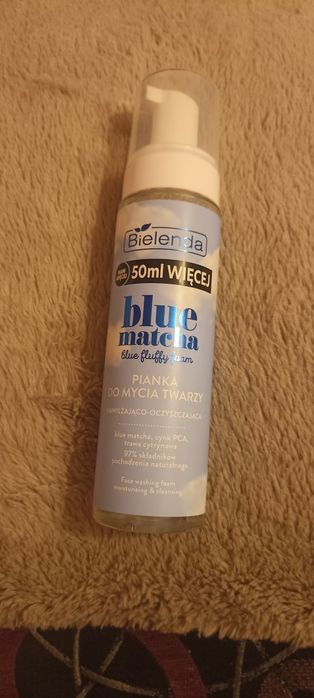 Bielenda
50ml WIĘCEJ
blue
matcha
blue fluffy foam
PIANKA
DO MYCIA TWARZY
NAWILŻAJĄCO-OCZYSZCZAJĄCA
blue matcha, cynk PCA,
trawa cytrynowa
97% składników
pochodzenia naturalnego
Face washing foam
moisturising & cleansing